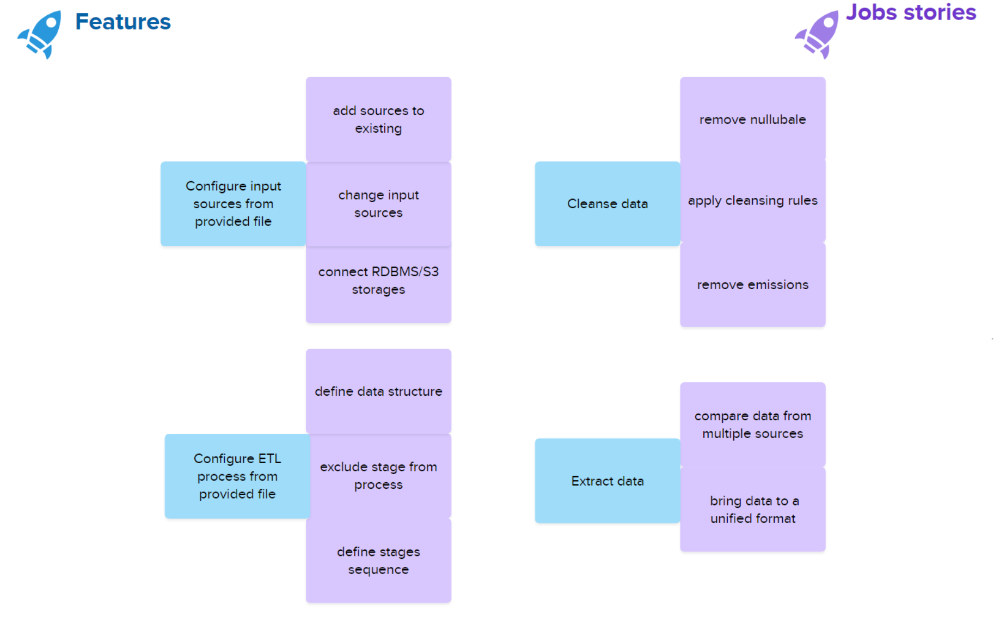 Features
Jobs stories
add sources to
existing
Configure input
sources from
provided file
change input
sources
connect RDBMS/S3
storages
remove nullubale
Cleanse data
apply cleansing rules
remove emissions
define data structure
Configure ETL
process from
provided file
exclude stage from
process
define stages
sequence
compare data from
multiple sources
Extract data
bring data to a
unified format